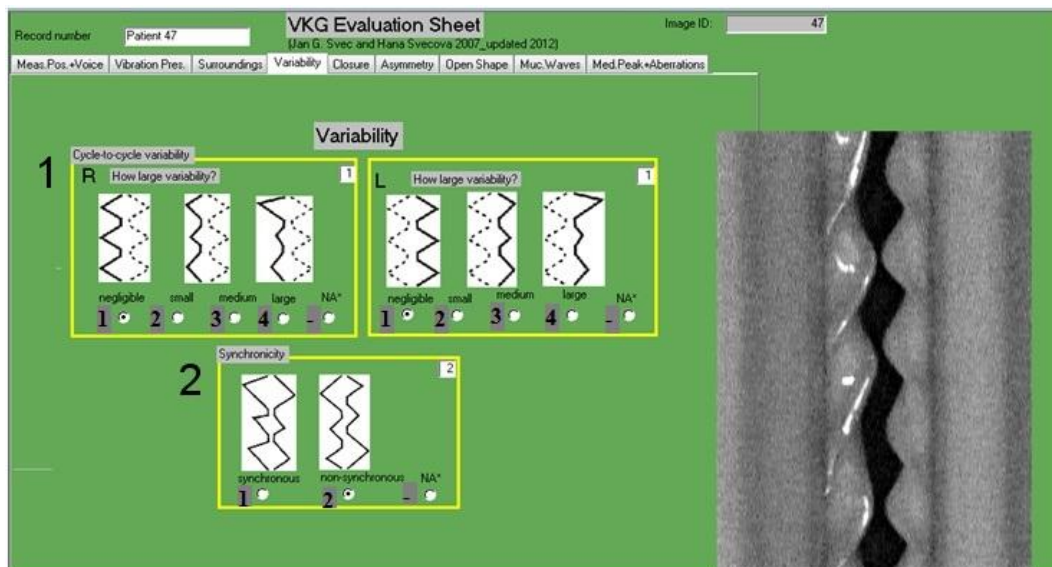 VKG Evaluation Sheet
Image ID: 47
Record number Patient 47
(Jan G. Svec and Hana Svecova 2007_updated 2012)
Meas.Pos.+Voice Vibration Pres. Surroundings Variability Closure Asymmetry Open Shape Muc.Waves Med.Peak+Aberrations
Variability
1
Cycle-to-cycle variability
R How large variability? 1
negligible small medium large NA*
1 2 3 4 -
L How large variability? 1
negligible small medium large NA*
1 2 3 4 -
2
Synchronicity
2
synchronous non-synchronous NA*
1 2 -